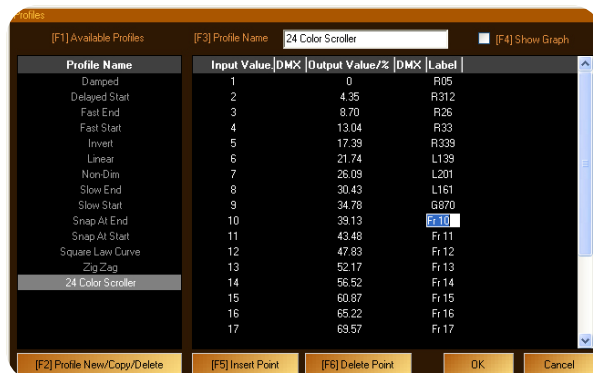 Profiles
[F1] Available Profiles [F3] Profile Name 24 Color Scroller [F4] Show Graph
Profile Name Input Value. DMX Output Value/% DMX Label
Damped 1 0 R05
Delayed Start 2 4.35 R312
Fast End 3 8.70 R26
Fast Start 4 13.04 R33
Invert 5 17.39 R339
Linear 6 21.74 L139
Non-Dim 7 26.09 L201
Slow End 8 30.43 L161
Slow Start 9 34.78 G870
Snap At End 10 39.13 Fr 10
Snap At Start 11 43.48 Fr 11
Square Law Curve 12 47.83 Fr 12
Zig Zag 13 52.17 Fr 13
24 Color Scroller 14 56.52 Fr 14
15 60.87 Fr 15
16 65.22 Fr 16
17 69.57 Fr 17
[F2] Profile New/Copy/Delete [F5] Insert Point [F6] Delete Point OK Cancel